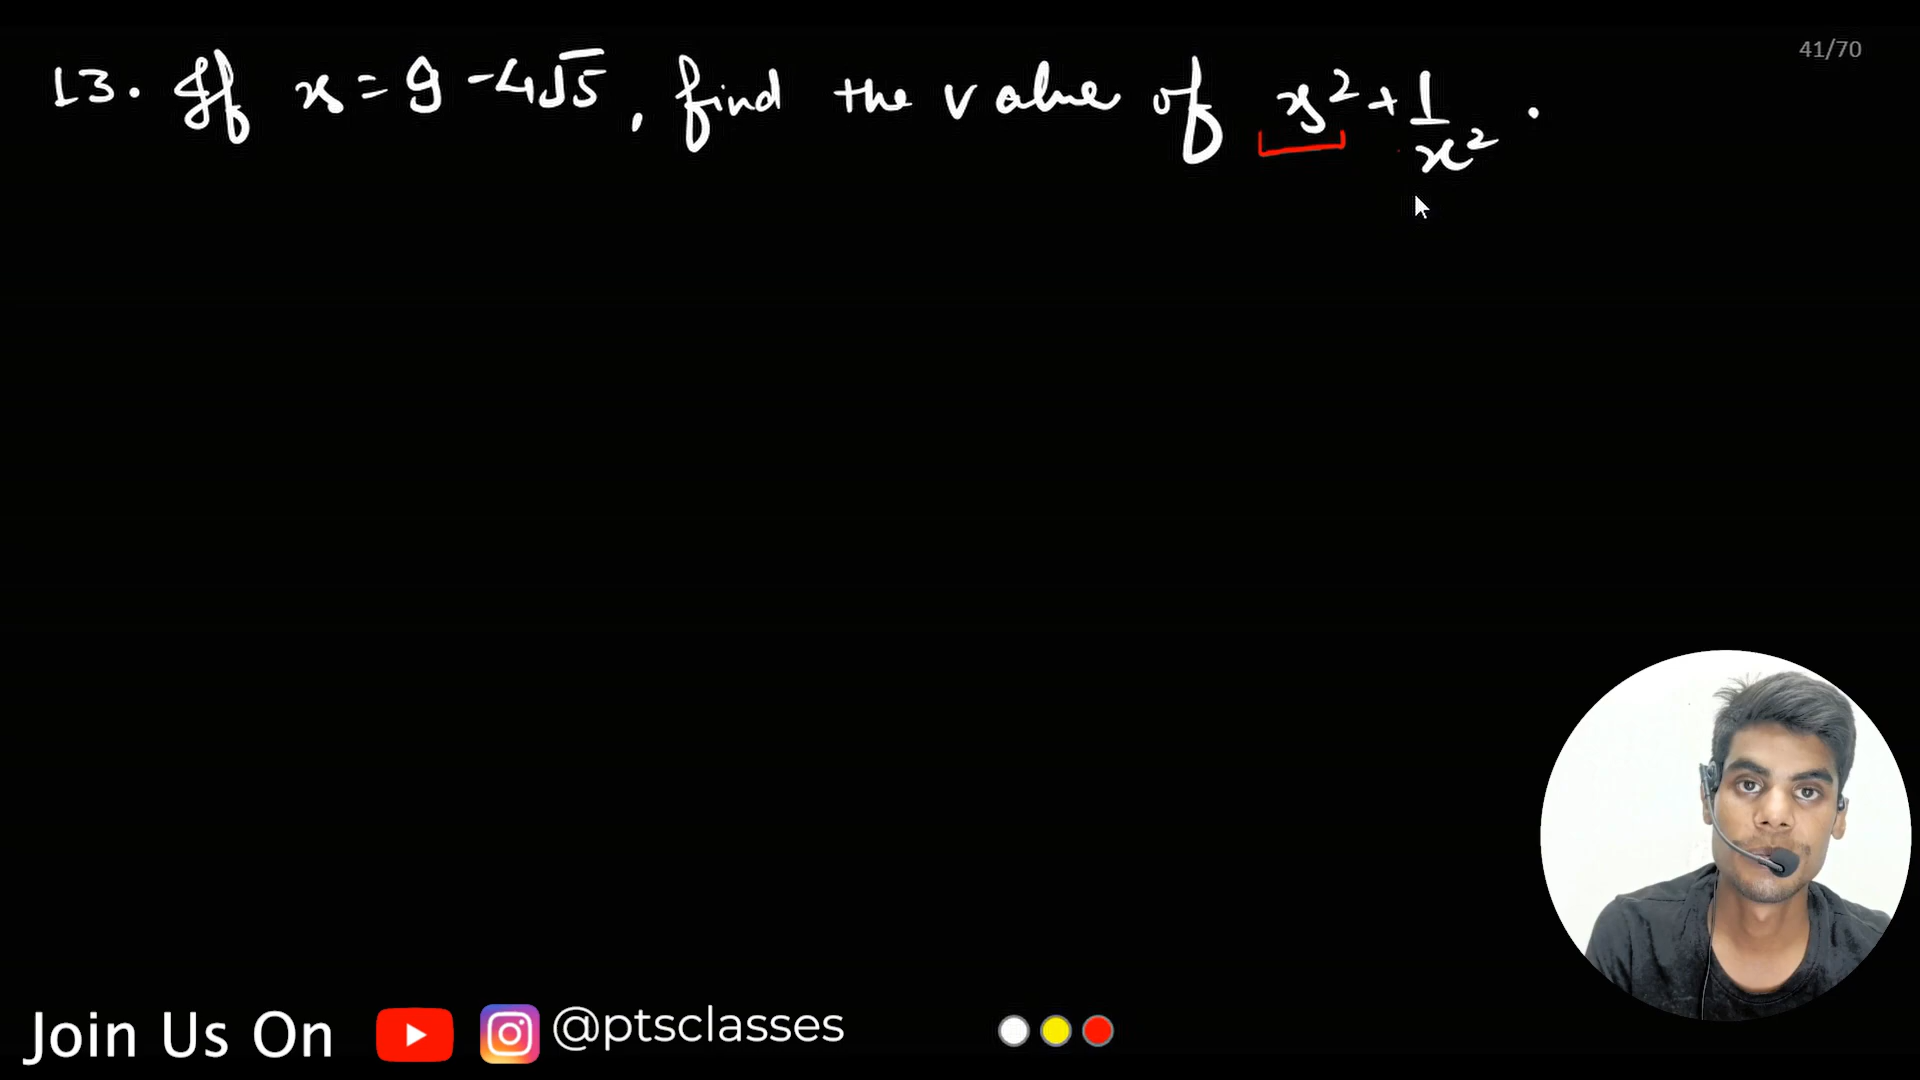 41/70
13. If x = 9 - 4√5, find the value of x² + 1/x².
Join Us On @ptsclasses